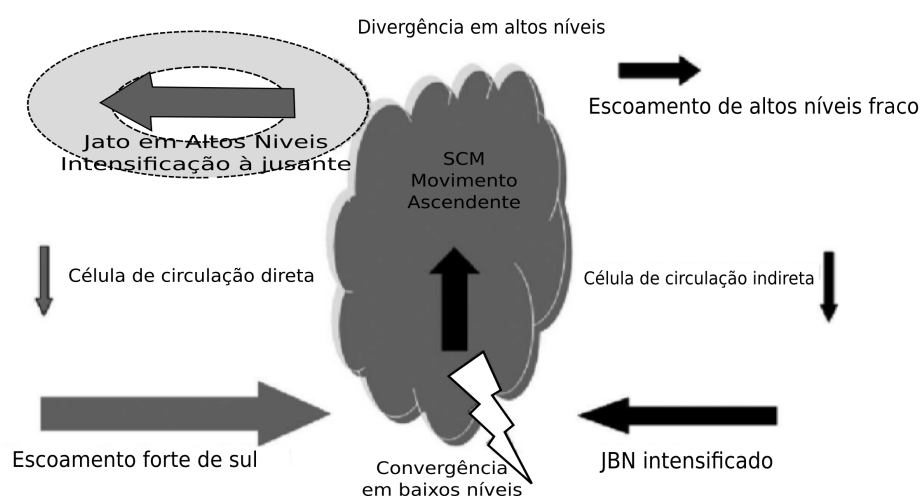 Divergência em altos níveis
Escoamento de altos níveis fraco
Jato em Altos Niveis
Intensificação à jusante
SCM
Movimento
Ascendente
Célula de circulação direta
Célula de circulação indireta
Escoamento forte de sul
JBN intensificado
Convergência
em baixos níveis